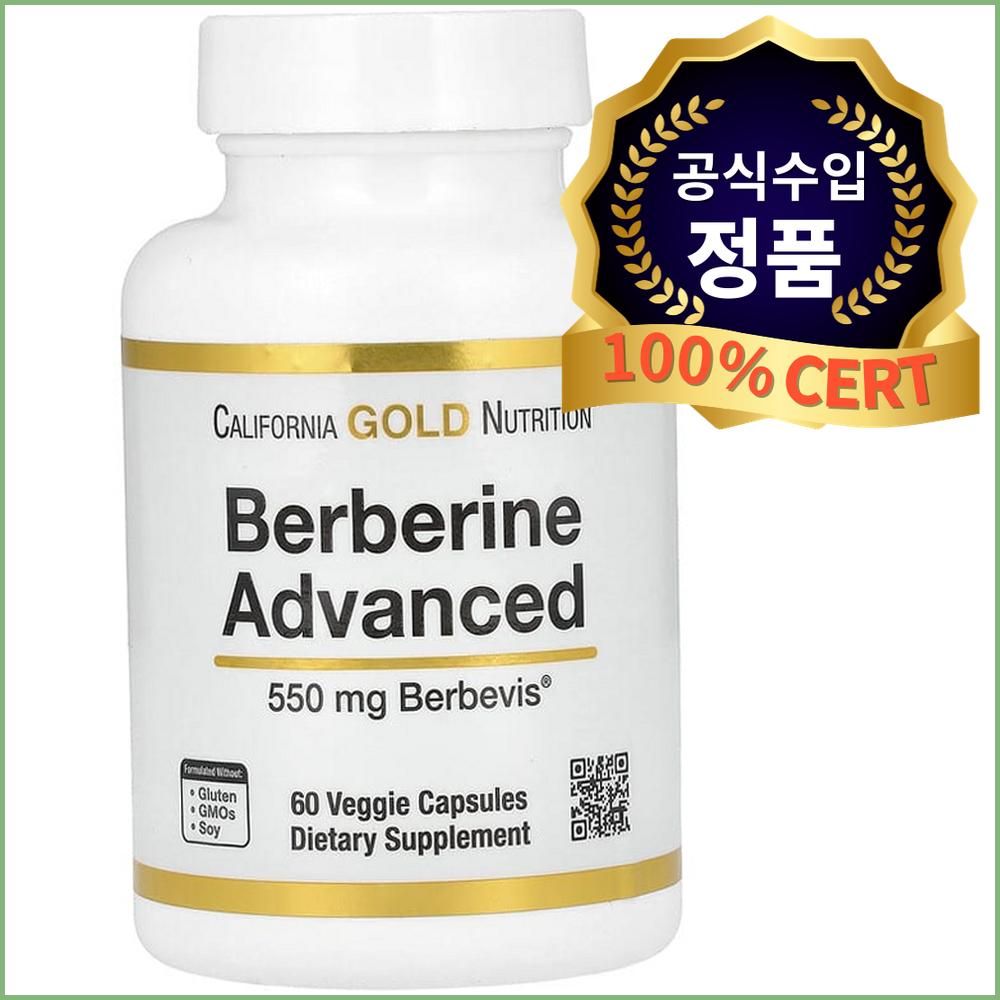 공식수입
정품
100% CERT
CALIFORNIA GOLD NUTRITION
Berberine
Advanced
550 mg Berbevis®
Formulated Without:
• Gluten
• GMOs
• Soy
60 Veggie Capsules
Dietary Supplement